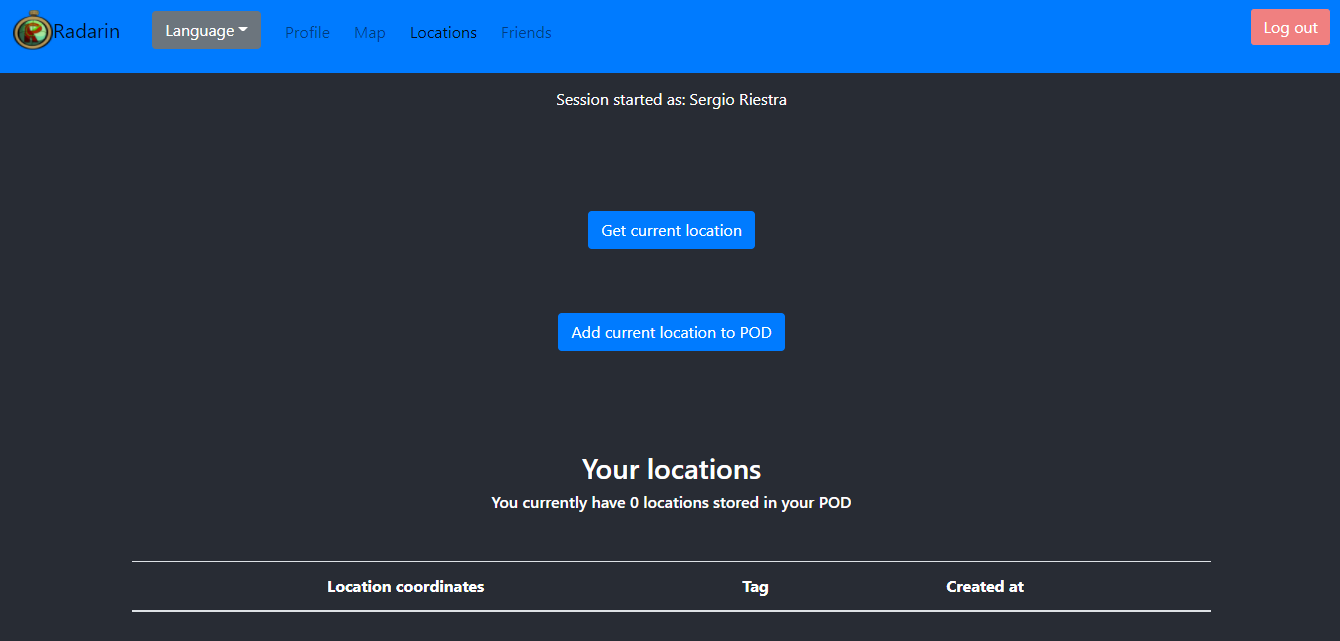 Radarin
Language
Profile
Map
Locations
Friends
Log out
Session started as: Sergio Riestra
Get current location
Add current location to POD
Your locations
You currently have 0 locations stored in your POD
Location coordinates
Tag
Created at